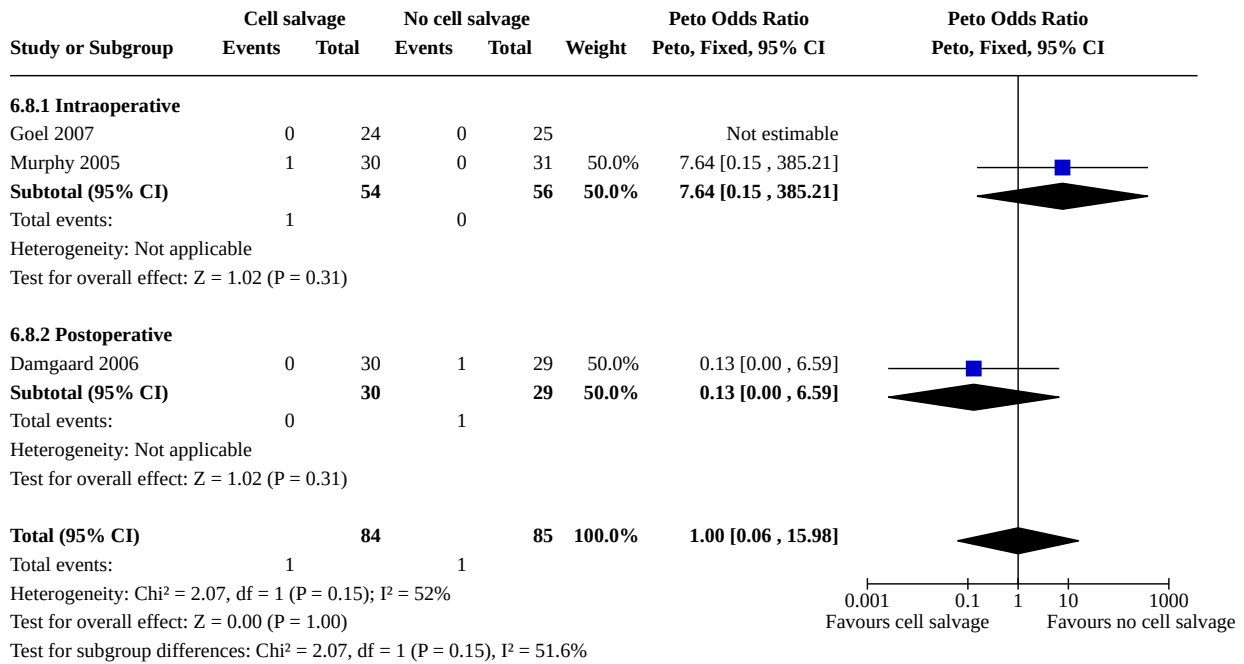 Cell salvage No cell salvage Peto Odds Ratio Peto Odds Ratio
Study or Subgroup Events Total Events Total Weight Peto, Fixed, 95% CI Peto, Fixed, 95% CI
6.8.1 Intraoperative
Goel 2007 0 24 0 25 Not estimable
Murphy 2005 1 30 0 31 50.0% 7.64 [0.15 , 385.21]
Subtotal (95% CI) 54 56 50.0% 7.64 [0.15 , 385.21]
Total events: 1 0
Heterogeneity: Not applicable
Test for overall effect: Z = 1.02 (P = 0.31)
6.8.2 Postoperative
Damgaard 2006 0 30 1 29 50.0% 0.13 [0.00 , 6.59]
Subtotal (95% CI) 30 29 50.0% 0.13 [0.00 , 6.59]
Total events: 0 1
Heterogeneity: Not applicable
Test for overall effect: Z = 1.02 (P = 0.31)
Total (95% CI) 84 85 100.0% 1.00 [0.06 , 15.98]
Total events: 1 1
Heterogeneity: Chi² = 2.07, df = 1 (P = 0.15); I² = 52%
Test for overall effect: Z = 0.00 (P = 1.00)
Test for subgroup differences: Chi² = 2.07, df = 1 (P = 0.15), I² = 51.6%
0.001 0.1 1 10 1000
Favours cell salvage Favours no cell salvage